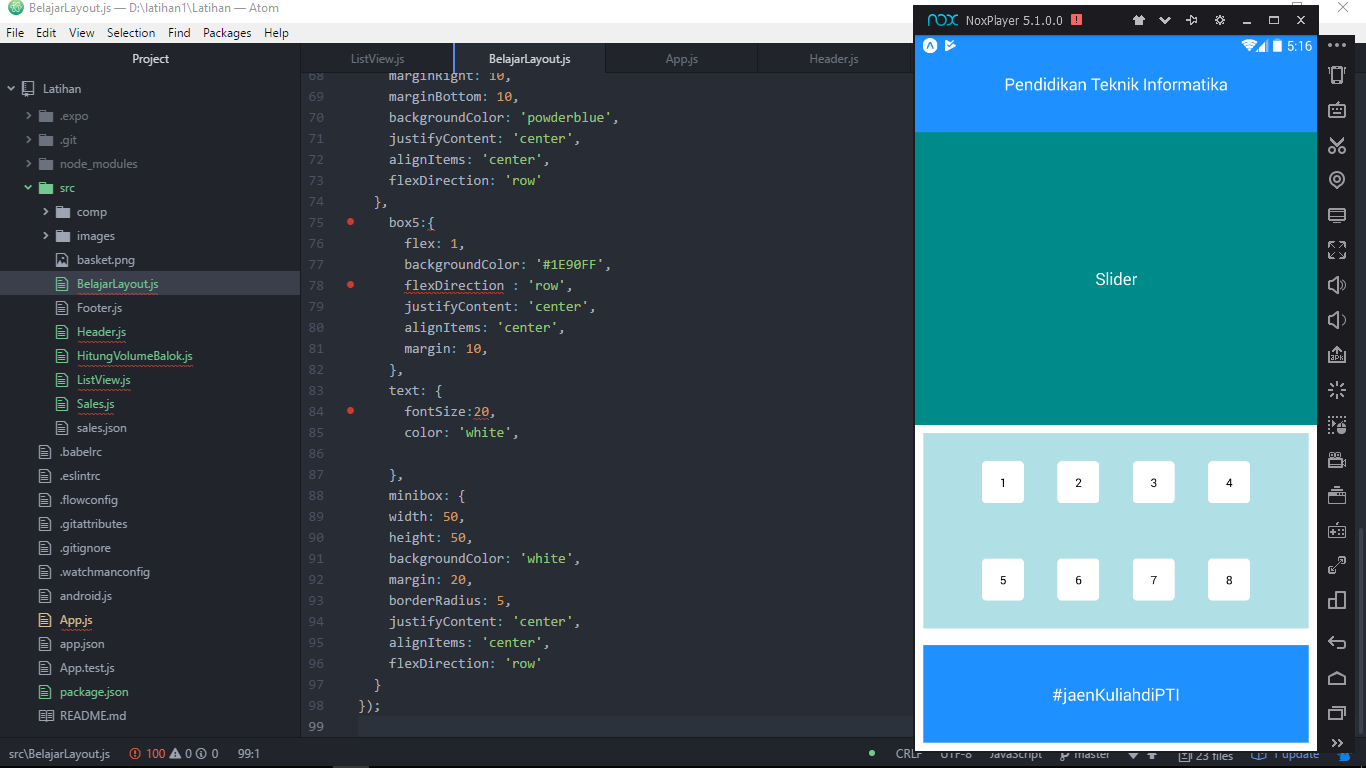 BelajarLayout.js — D:\latihan1\Latihan — Atom
File Edit View Selection Find Packages Help
Project
Latihan
.expo
.git
node_modules
src
comp
images
basket.png
BelajarLayout.js
Footer.js
Header.js
HitungVolumeBalok.js
ListView.js
Sales.js
sales.json
.babelrc
.eslintrc
.flowconfig
.gitattributes
.gitignore
.watchmanconfig
android.js
App.js
app.json
App.test.js
package.json
README.md
ListView.js BelajarLayout.js App.js Header.js
68 marginRight: 10,
69 marginBottom: 10,
70 backgroundColor: 'powderblue',
71 justifyContent: 'center',
72 alignItems: 'center',
73 flexDirection: 'row'
74 },
75 box5:{
76 flex: 1,
77 backgroundColor: '#1E90FF',
78 flexDirection : 'row',
79 justifyContent: 'center',
80 alignItems: 'center',
81 margin: 10,
82 },
83 text: {
84 fontSize:20,
85 color: 'white',
86
87 },
88 minibox: {
89 width: 50,
90 height: 50,
91 backgroundColor: 'white',
92 margin: 20,
93 borderRadius: 5,
94 justifyContent: 'center',
95 alignItems: 'center',
96 flexDirection: 'row'
97 }
98 });
99
src\BelajarLayout.js 100 0 0 99:1 CRLF UTF-8 JavaScript master 23 files 1 update
nox NoxPlayer 5.1.0.0
5:16
Pendidikan Teknik Informatika
Slider
1 2 3 4
5 6 7 8
#jaenKuliahdiPTI